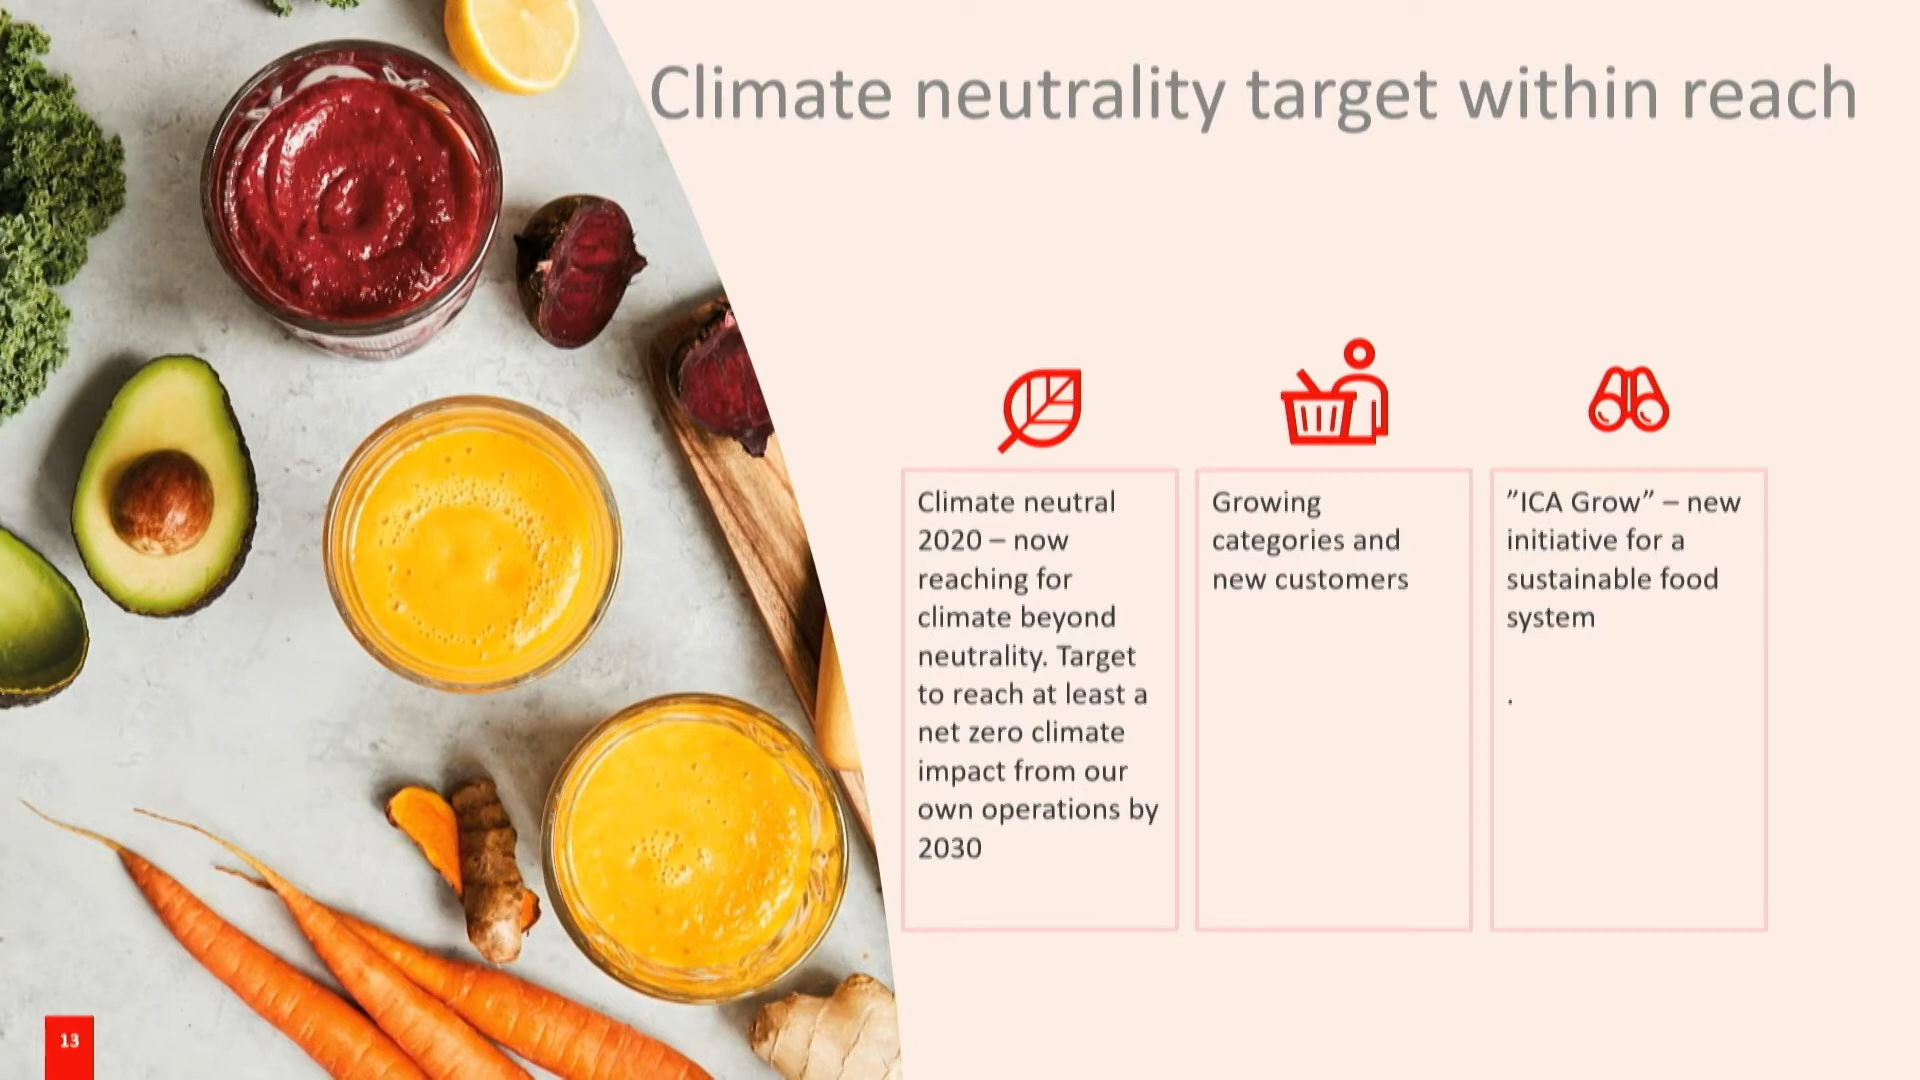 Climate neutrality target within reach
Climate neutral
2020 – now
reaching for
climate beyond
neutrality. Target
to reach at least a
net zero climate
impact from our
own operations by
2030
Growing
categories and
new customers
”ICA Grow” – new
initiative for a
sustainable food
system
.
13